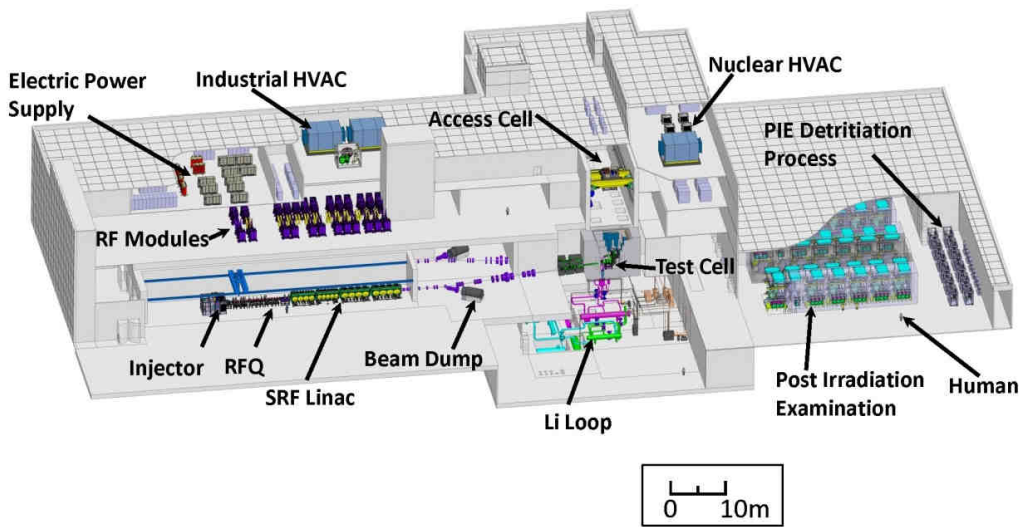 Electric Power
Supply
Industrial HVAC
Nuclear HVAC
Access Cell
PIE Detritiation
Process
RF Modules
Test Cell
Injector
RFQ
SRF Linac
Beam Dump
Li Loop
Post Irradiation
Examination
Human
0 10m